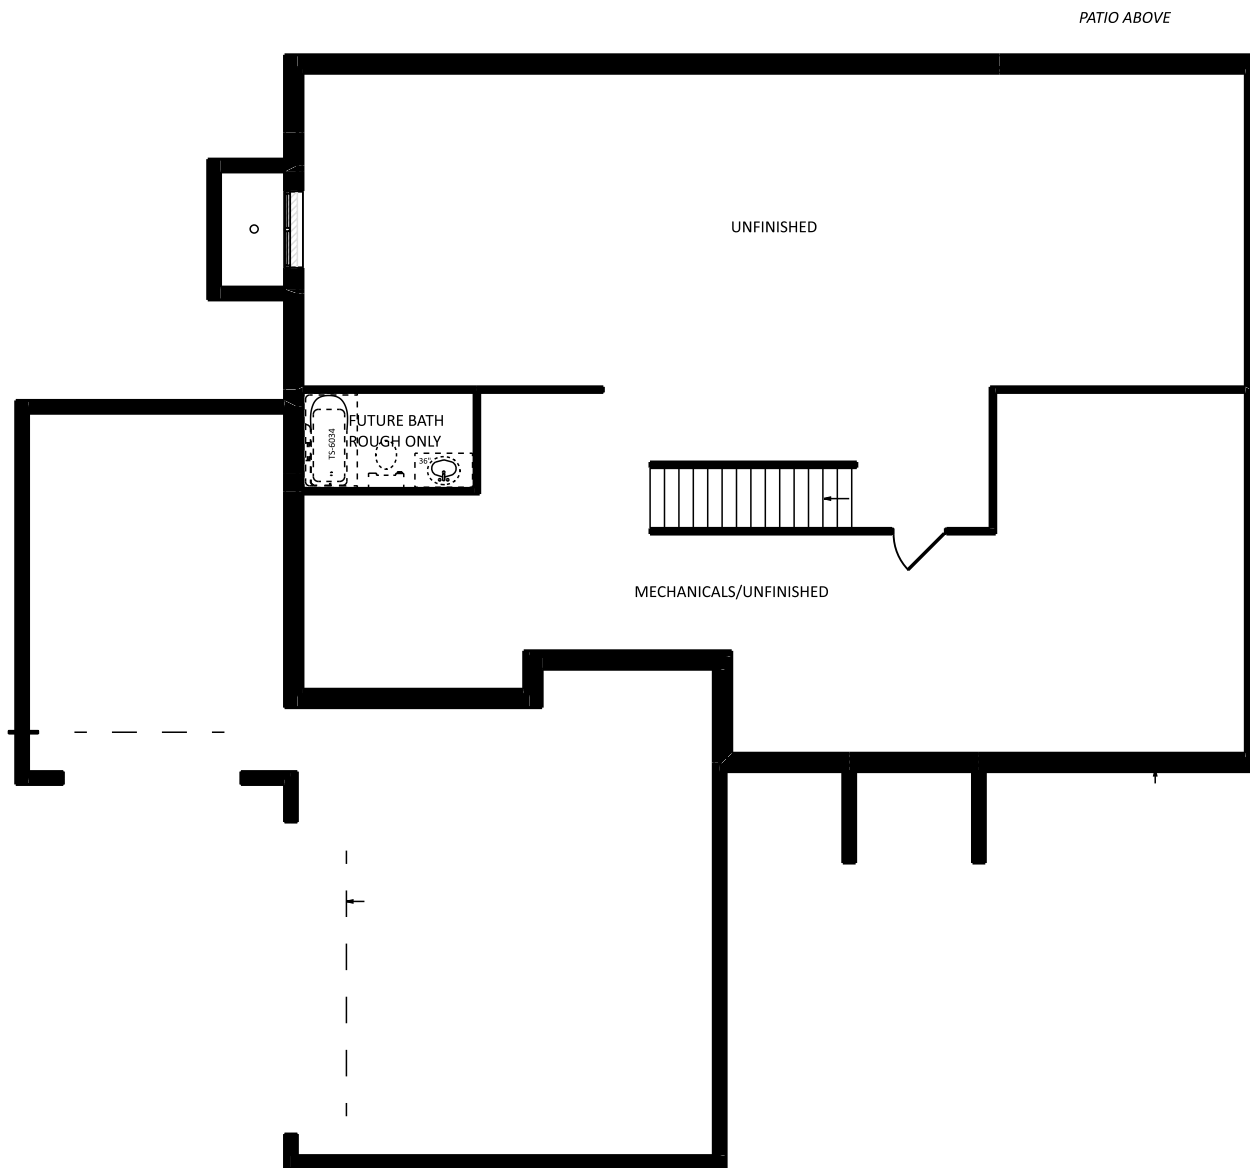 PATIO ABOVE
UNFINISHED
FUTURE BATH
ROUGH ONLY
TS-6034
36"
MECHANICALS/UNFINISHED